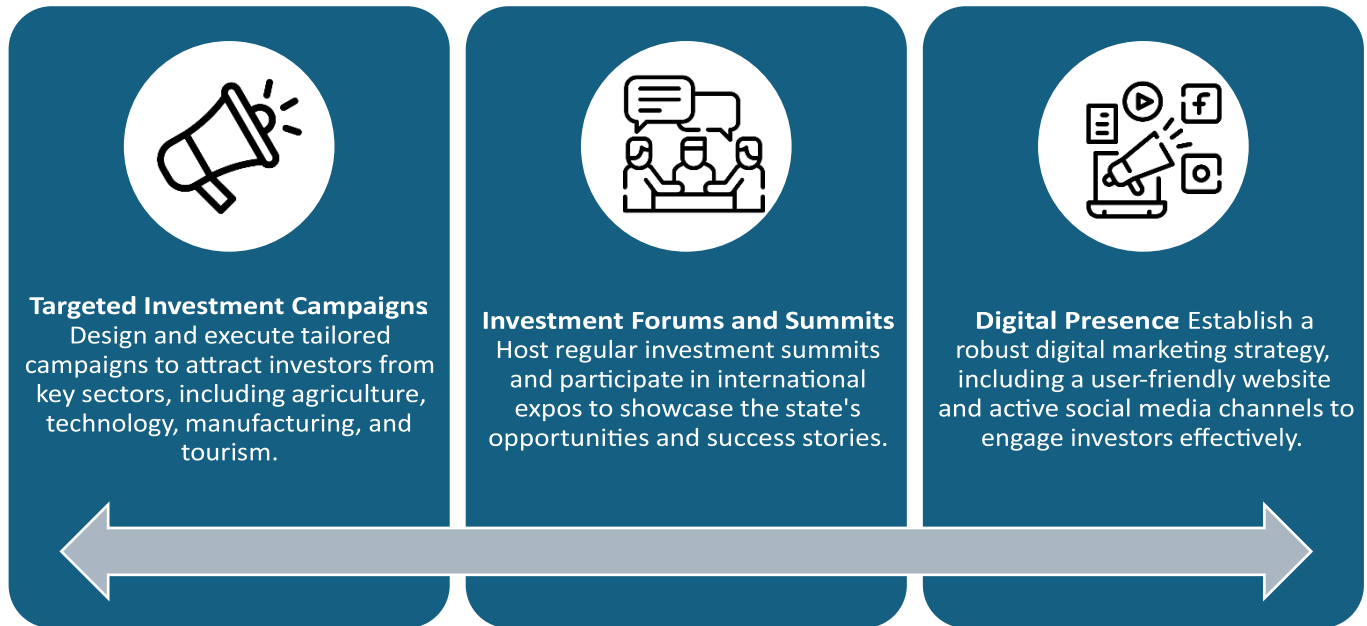 Targeted Investment Campaigns
Design and execute tailored
campaigns to attract investors from
key sectors, including agriculture,
technology, manufacturing, and
tourism.
Investment Forums and Summits
Host regular investment summits
and participate in international
expos to showcase the state's
opportunities and success stories.
Digital Presence Establish a
robust digital marketing strategy,
including a user-friendly website
and active social media channels to
engage investors effectively.